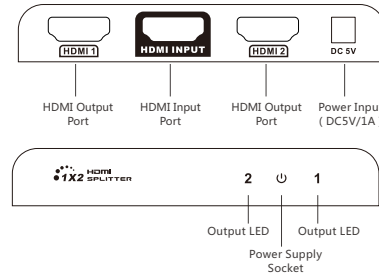 HDMI 1
HDMI INPUT
HDMI 2
DC 5V
HDMI Output
Port
HDMI Input
Port
HDMI Output
Port
Power Inpu
( DC5V/1A
1X2 HDMI
SPLITTER
2
1
Output LED
Output LED
Power Supply
Socket